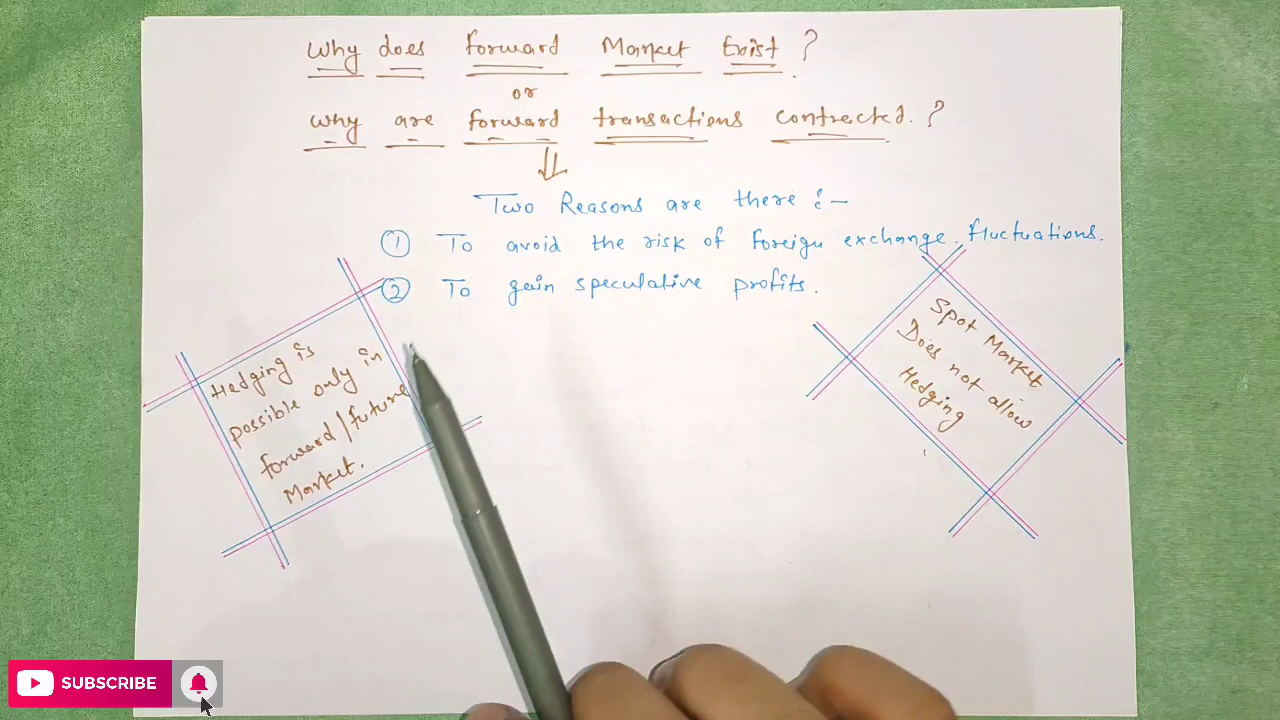 Why does forward Market Exist ?
or
why are forward transactions contracted. ?
Two Reasons are there :-
① To avoid the risk of foreign exchange fluctuations.
② To gain speculative profits.
Hedging is
possible only in
forward/future
Market.
Spot Market
Does not allow
Hedging
SUBSCRIBE